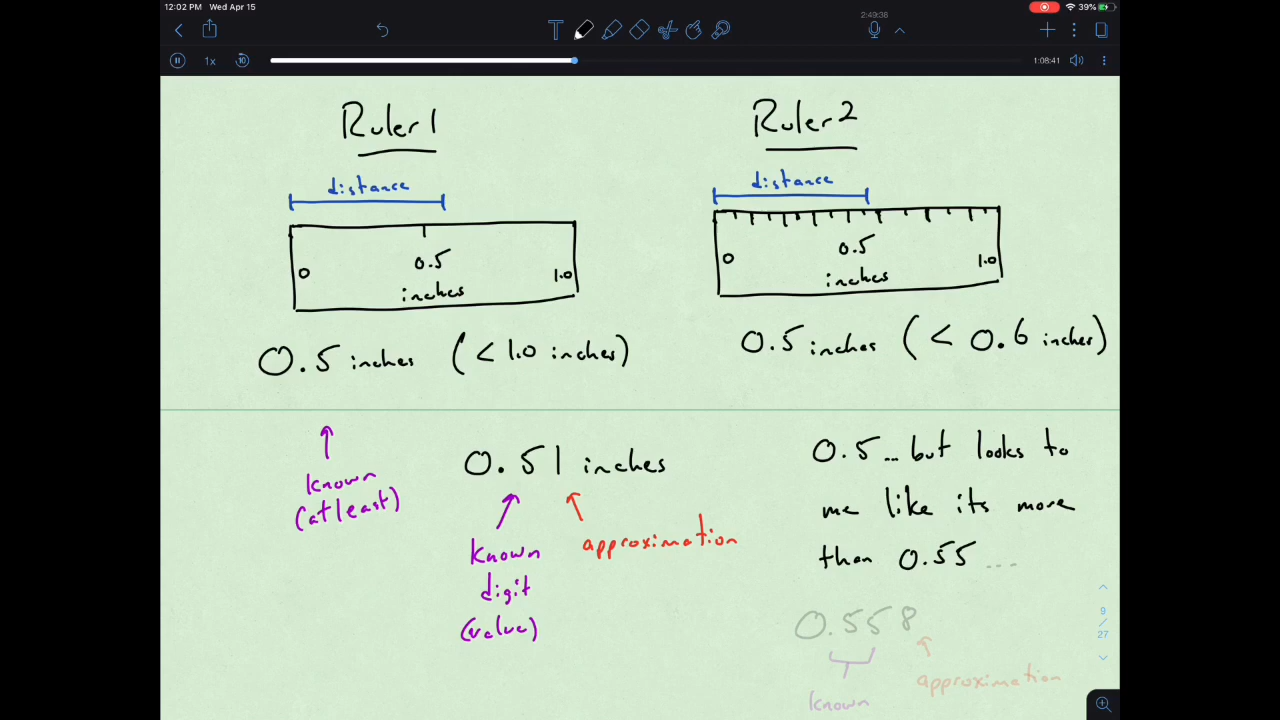 12:02 PM Wed Apr 15
39%
2:49:38
T
10
1x
1:08:41
Ruler 1
distance
0
0.5
inches
1.0
0.5 inches (< 1.0 inches)
Ruler 2
distance
0
0.5
inches
1.0
0.5 inches (< 0.6 inches)
known
(at least)
0.51 inches
known
digit
(value)
approximation
0.5... but looks to
me like its more
than 0.55 ...
0.558
known
approximation
9
/
27